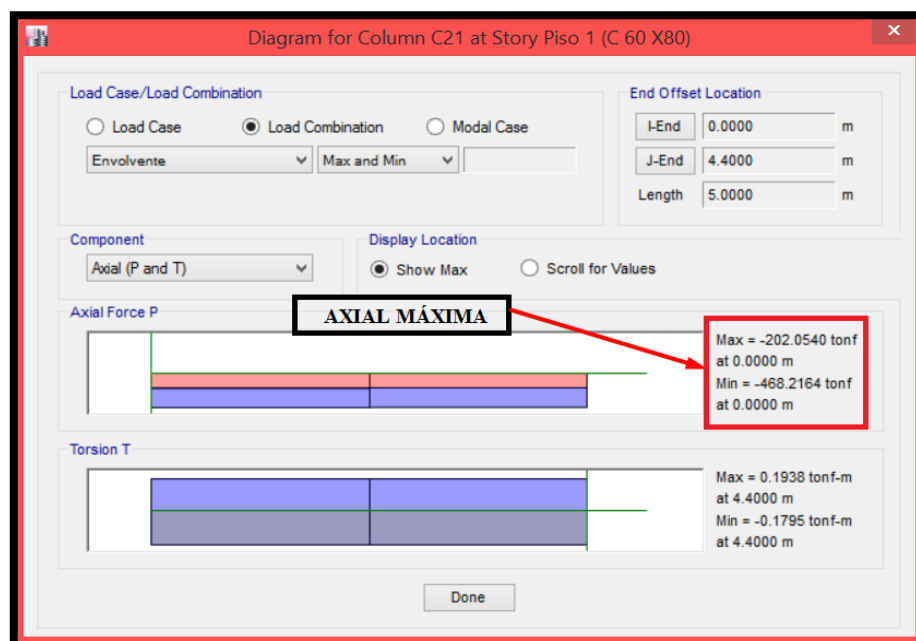 Diagram for Column C21 at Story Piso 1 (C 60 X80)
Load Case/Load Combination
Load Case
Load Combination
Modal Case
Envolvente
Max and Min
End Offset Location
I-End 0.0000 m
J-End 4.4000 m
Length 5.0000 m
Component
Axial (P and T)
Display Location
Show Max
Scroll for Values
Axial Force P
AXIAL MÁXIMA
Max = -202.0540 tonf
at 0.0000 m
Min = -468.2164 tonf
at 0.0000 m
Torsion T
Max = 0.1938 tonf-m
at 4.4000 m
Min = -0.1795 tonf-m
at 4.4000 m
Done